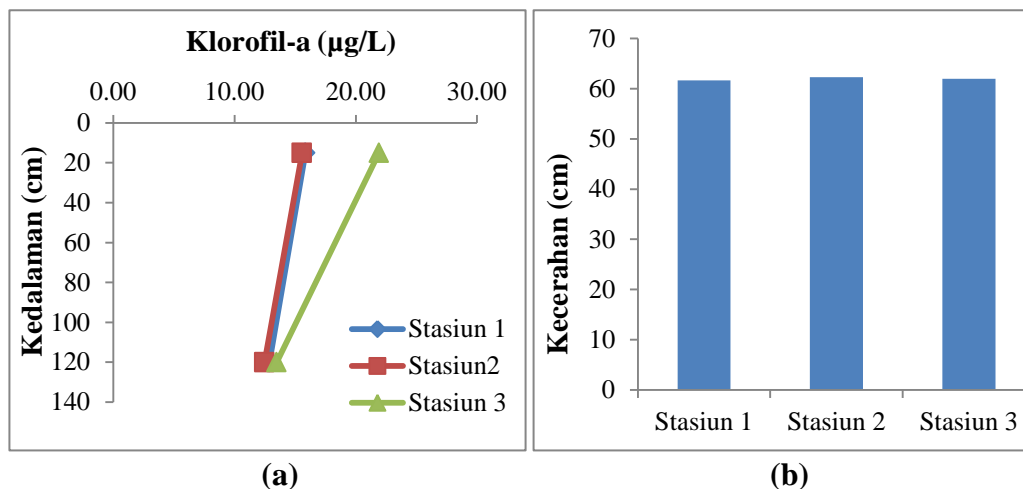 Klorofil-a (µg/L)
0.00 10.00 20.00 30.00
Kedalaman (cm)
0
20
40
60
80
100
120
140
Stasiun 1
Stasiun2
Stasiun 3
(a)
Kecerahan (cm)
70
60
50
40
30
20
10
0
Stasiun 1 Stasiun 2 Stasiun 3
(b)